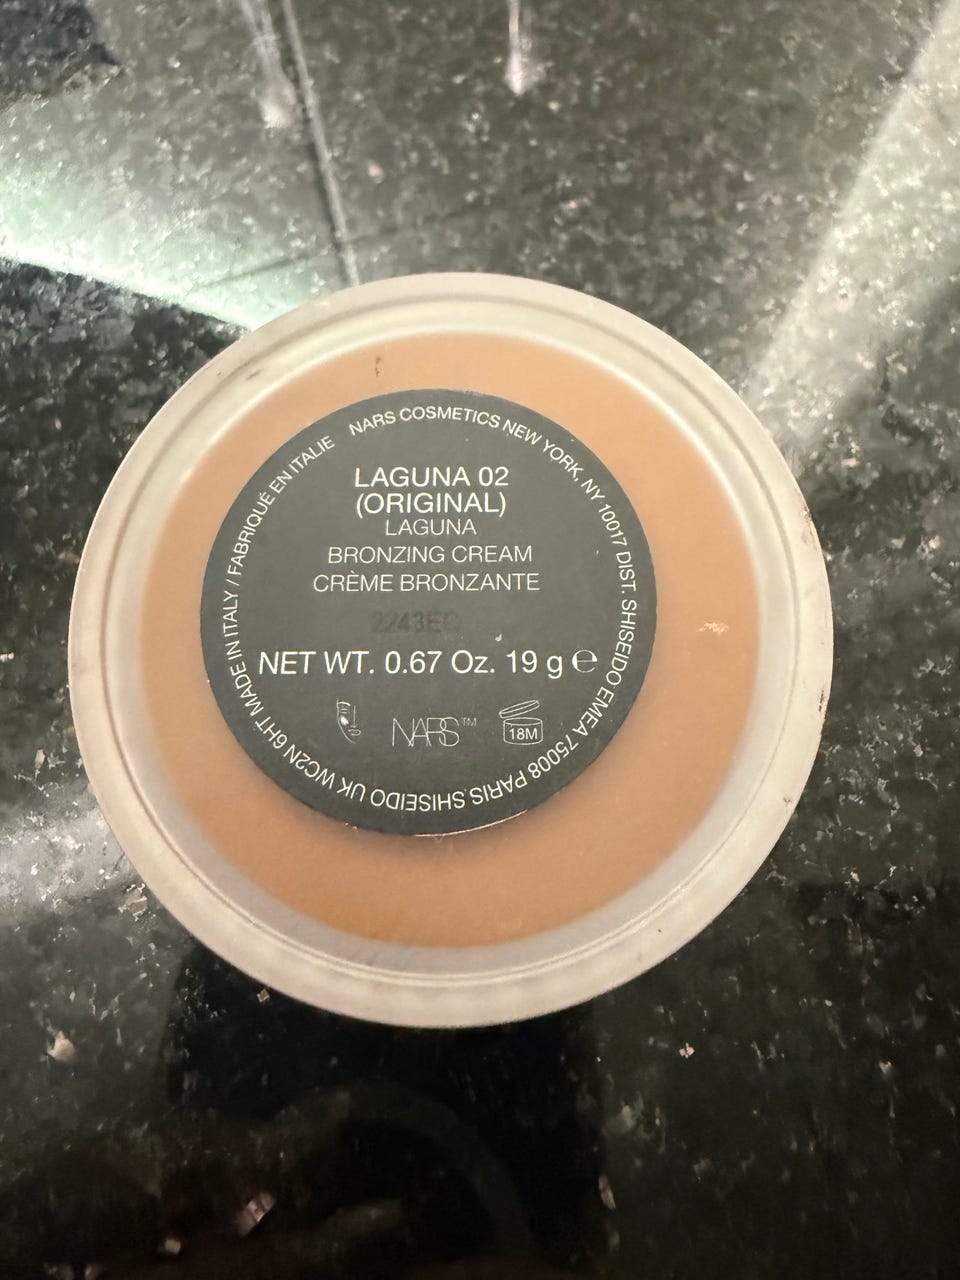 NARS COSMETICS NEW YORK, NY 10017 DIST. SHISEIDO EMEA 75008 PARIS. SHISEIDO UK WC2N 6HT MADE IN ITALY / FABRIQUÉ EN ITALIE
LAGUNA 02
(ORIGINAL)
LAGUNA
BRONZING CREAM
CRÈME BRONZANTE
2243EC
NET WT. 0.67 Oz. 19 g ℮
NARS™
18M